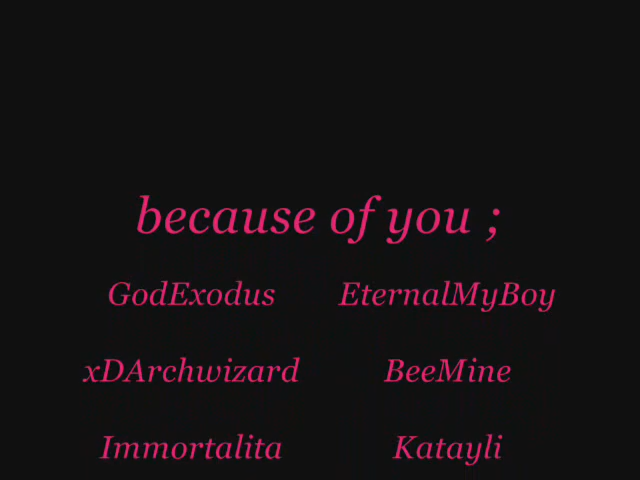 because of you ;
GodExodus EternalMyBoy
xDArchwizard BeeMine
Immortalita Katayli